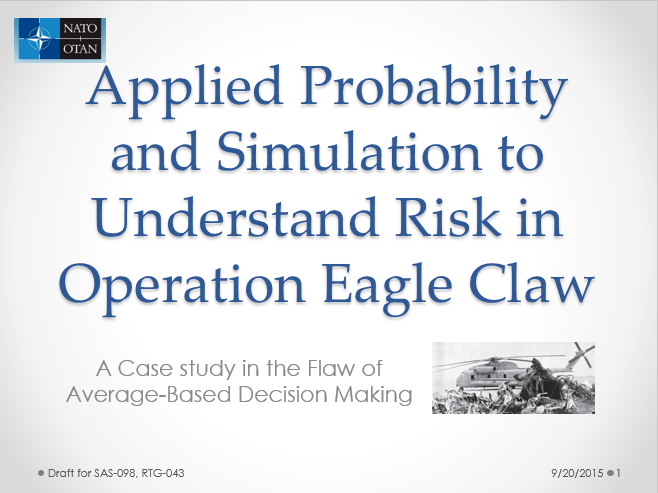 NATO
OTAN
Applied Probability
and Simulation to
Understand Risk in
Operation Eagle Claw
A Case study in the Flaw of
Average-Based Decision Making
Draft for SAS-098, RTG-043
9/20/2015
1